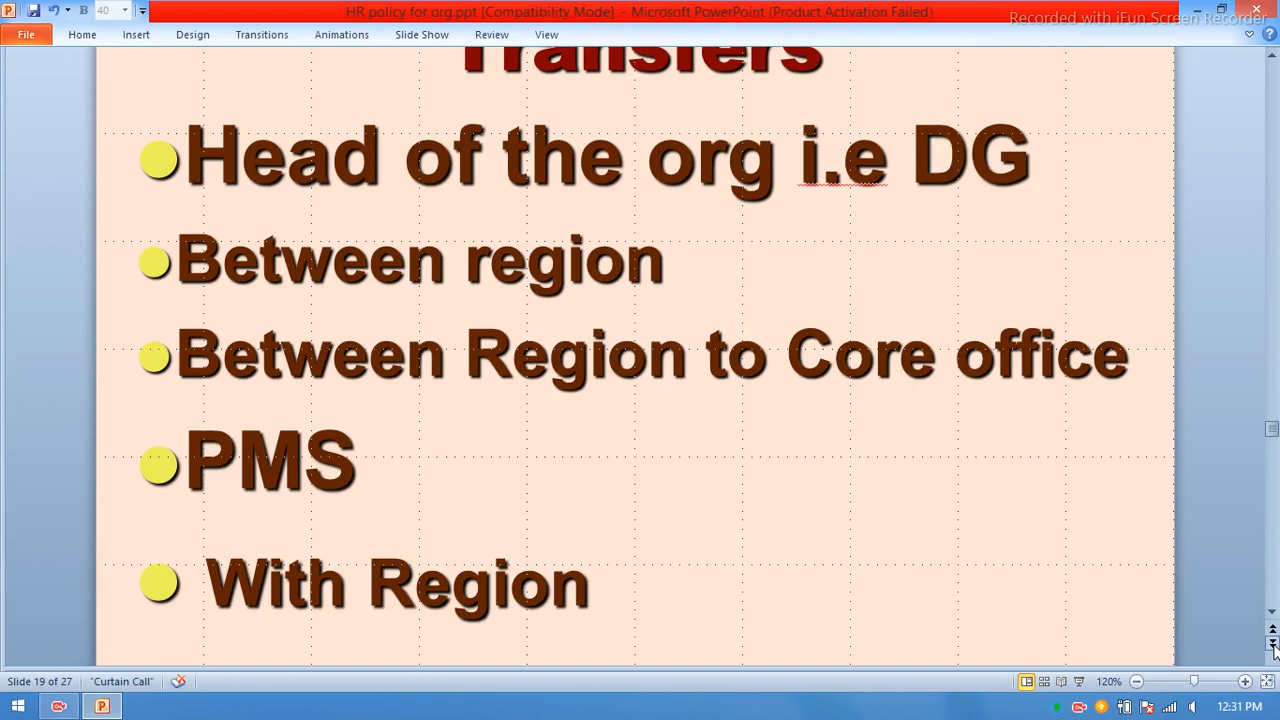 HR policy for org.ppt [Compatibility Mode] - Microsoft PowerPoint (Product Activation Failed)
Recorded with iFun Screen Recorder
B 40
File Home Insert Design Transitions Animations Slide Show Review View
Transfers
Head of the org i.e DG
Between region
Between Region to Core office
PMS
With Region
Slide 19 of 27 "Curtain Call" 120%
12:31 PM